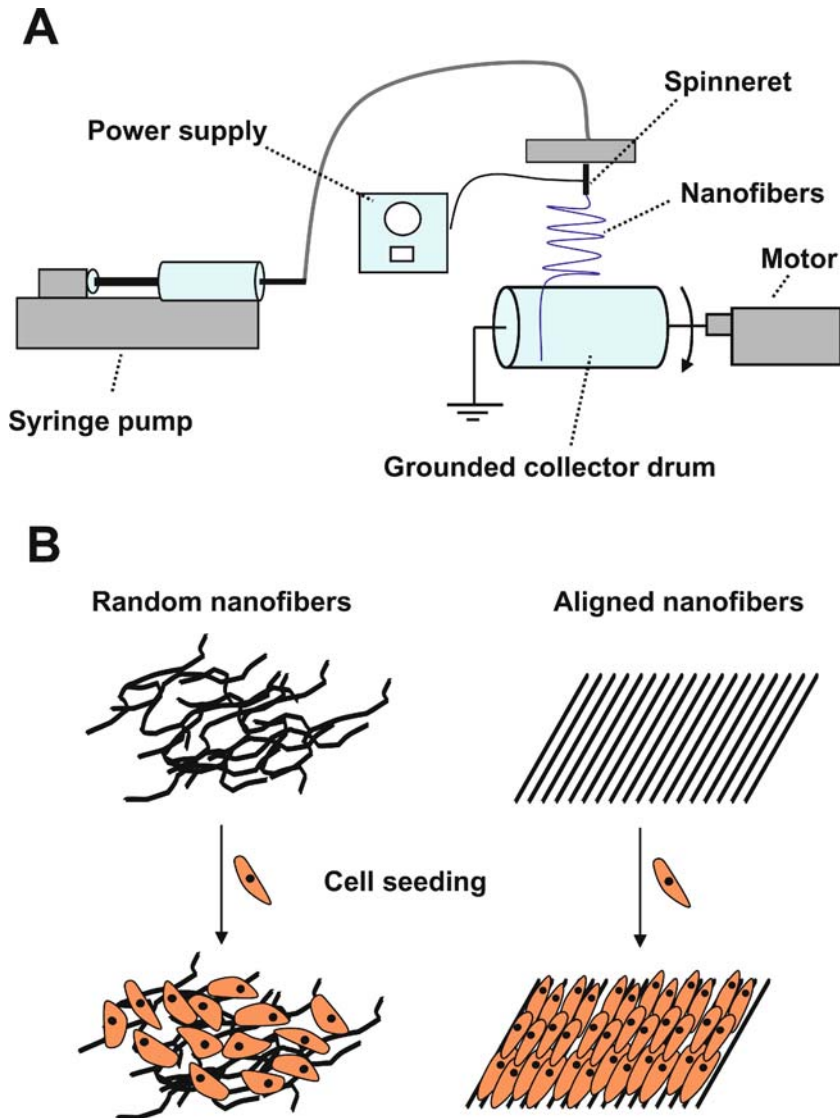 A
Spinneret
Power supply
Nanofibers
Motor
Syringe pump
Grounded collector drum
B
Random nanofibers
Aligned nanofibers
Cell seeding